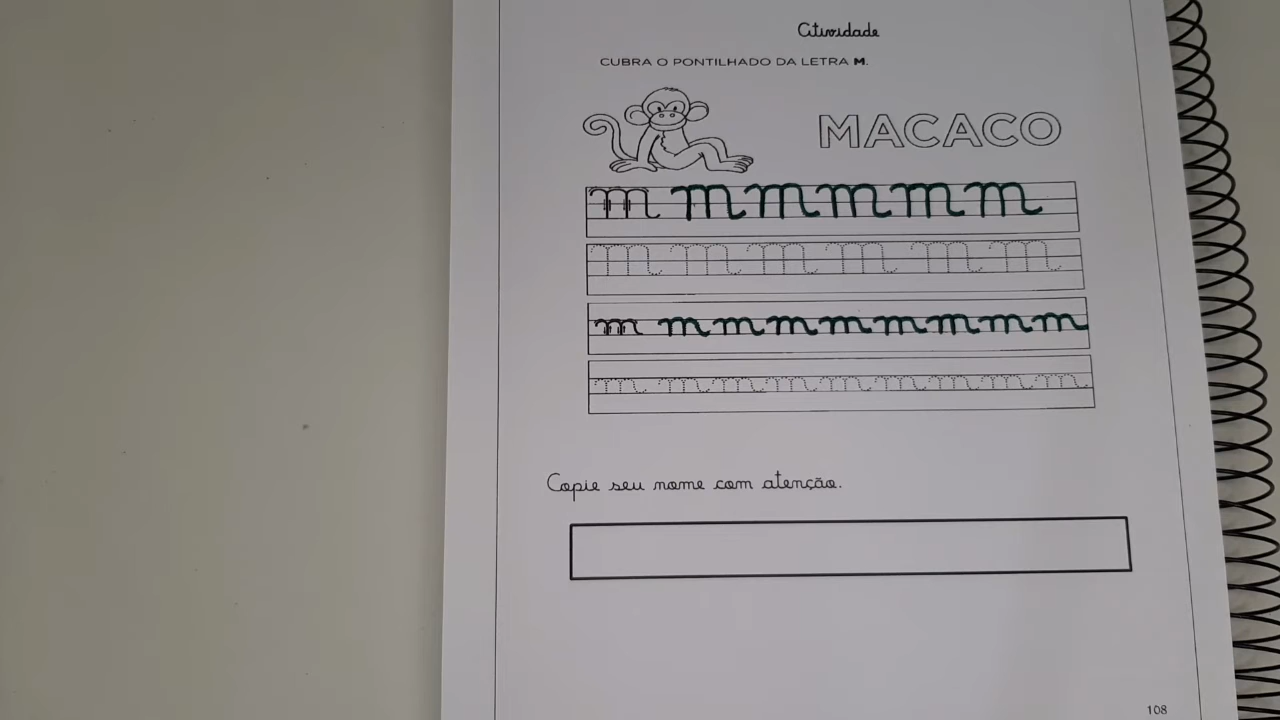 Atividade
CUBRA O PONTILHADO DA LETRA M.
MACACO
m m m m m m
m m m m m m
m m m m m m m m m
m m m m m m m m m
Copie seu nome com atenção.
108